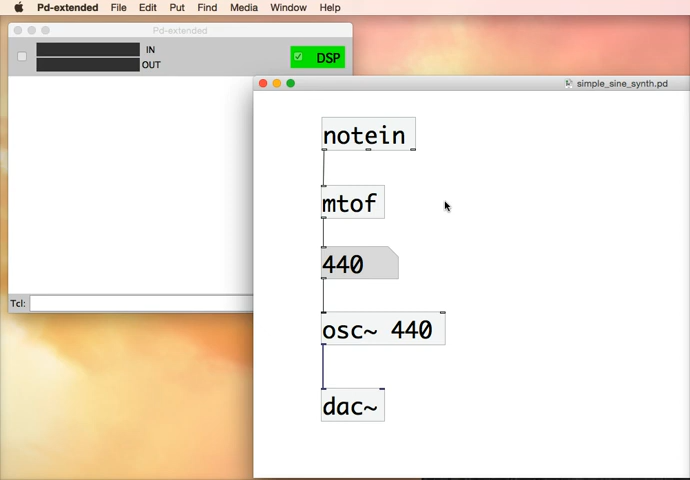 Pd-extended File Edit Put Find Media Window Help
Pd-extended
IN
OUT
DSP
Tcl:
simple_sine_synth.pd
notein
mtof
440
osc~ 440
dac~